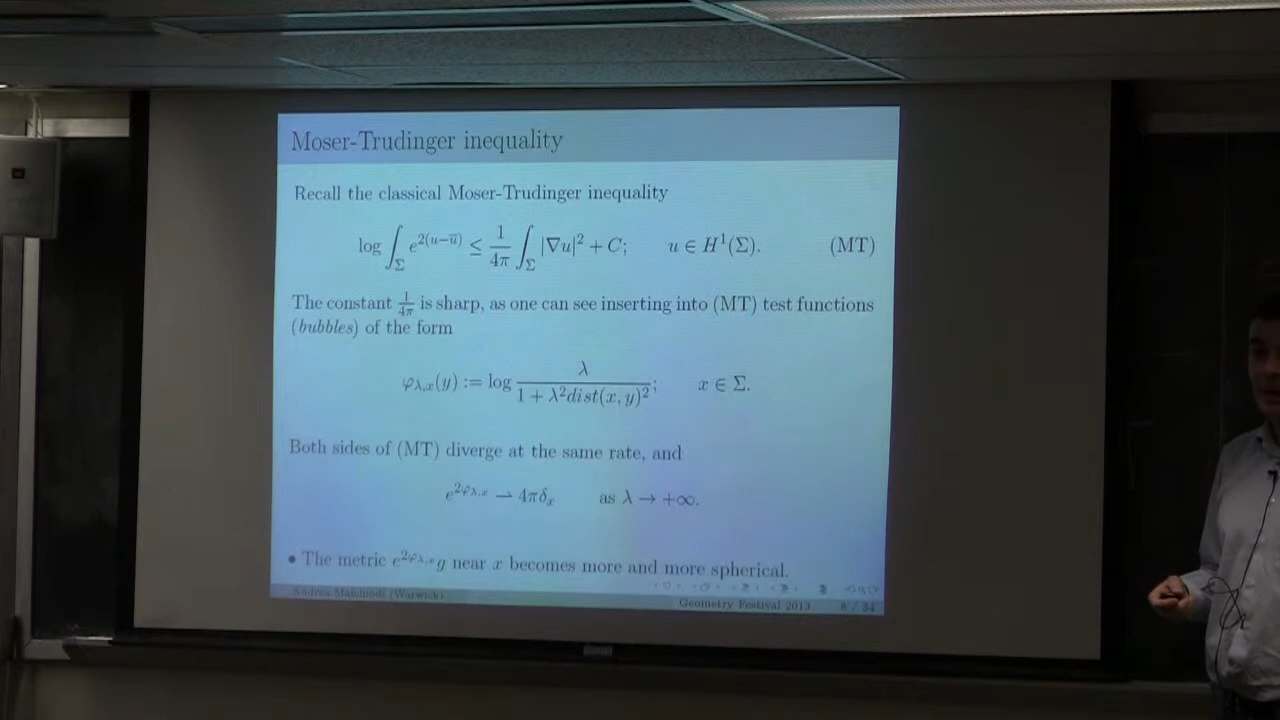 Moser-Trudinger inequality
Recall the classical Moser-Trudinger inequality
log ∫_Σ e^{2(u−ū)} ≤ 1/4π ∫_Σ |∇u|² + C;  u ∈ H¹(Σ).  (MT)
The constant 1/4π is sharp, as one can see inserting into (MT) test functions
(bubbles) of the form
φ_{λ,x}(y) := log λ/(1 + λ²dist(x, y)²);  x ∈ Σ.
Both sides of (MT) diverge at the same rate, and
e^{2φ_{λ,x}} ⇀ 4πδ_x  as λ → +∞.
• The metric e^{2φ_{λ,x}}g near x becomes more and more spherical.
(Warwick)
Geometry Festival 2013  8 / 34